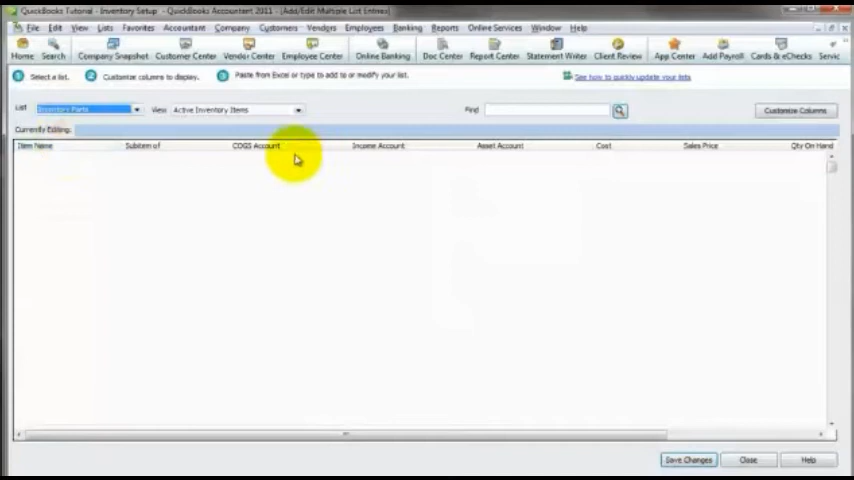 QuickBooks Tutorial - Inventory Setup - QuickBooks Accountant 2011 - [Add/Edit Multiple List Entries]
File Edit View Lists Favorites Accountant Company Customers Vendors Employees Banking Reports Online Services Window Help
Home Search Company Snapshot Customer Center Vendor Center Employee Center Online Banking Doc Center Report Center Statement Writer Client Review App Center Add Payroll Cards & eChecks Servic
1 Select a list. 2 Customize columns to display. 3 Paste from Excel or type to add to or modify your list. See how to quickly update your lists
List Inventory Parts View Active Inventory Items Find Customize Columns
Currently Editing:
Item Name Subitem of COGS Account Income Account Asset Account Cost Sales Price Qty On Hand
Save Changes Close Help